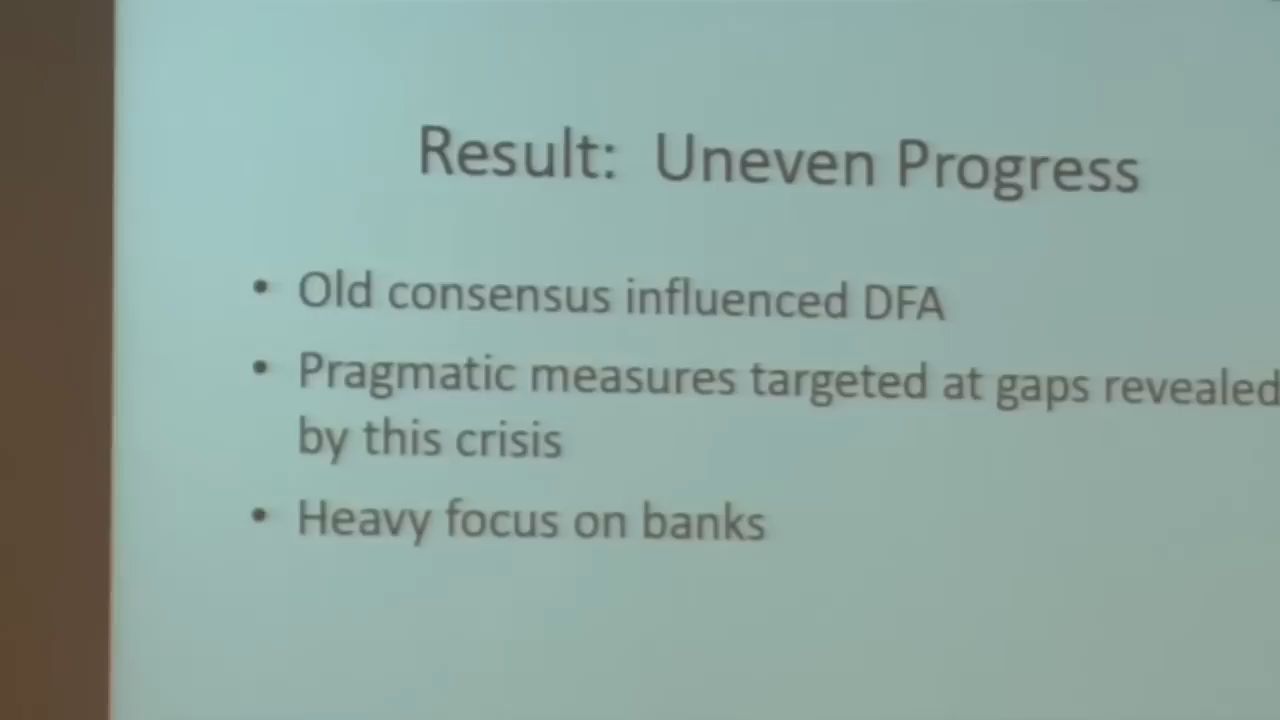 Result: Uneven Progress
• Old consensus influenced DFA
• Pragmatic measures targeted at gaps revealed
by this crisis
• Heavy focus on banks